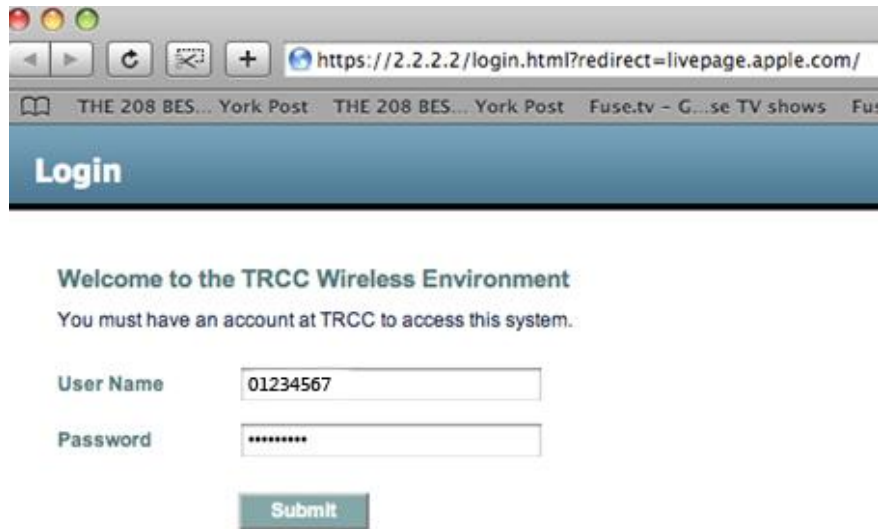 https://2.2.2.2/login.html?redirect=livepage.apple.com/
THE 208 BES... York Post THE 208 BES... York Post Fuse.tv – G...se TV shows Fus
Login
Welcome to the TRCC Wireless Environment
You must have an account at TRCC to access this system.
User Name 01234567
Password •••••••••
Submit